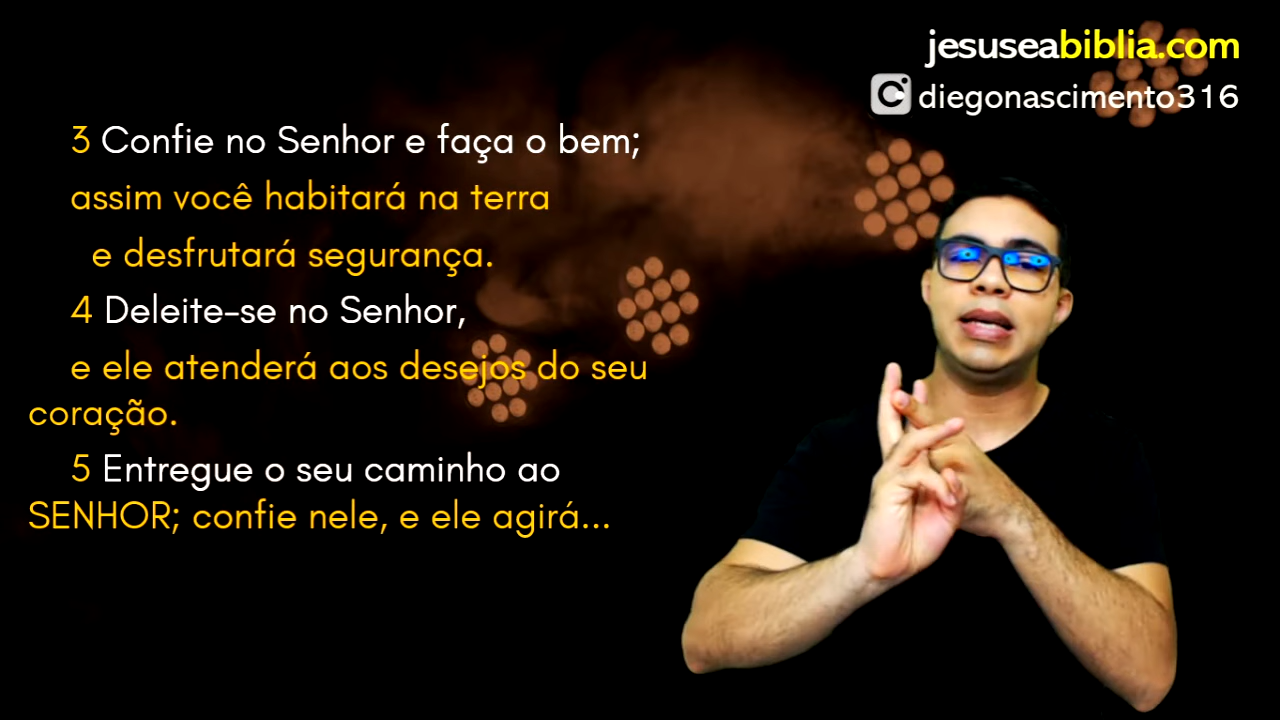 jesuseabiblia.com
diegonascimento316
3 Confie no Senhor e faça o bem;
assim você habitará na terra
e desfrutará segurança.
4 Deleite-se no Senhor,
e ele atenderá aos desejos do seu
coração.
5 Entregue o seu caminho ao
SENHOR; confie nele, e ele agirá...